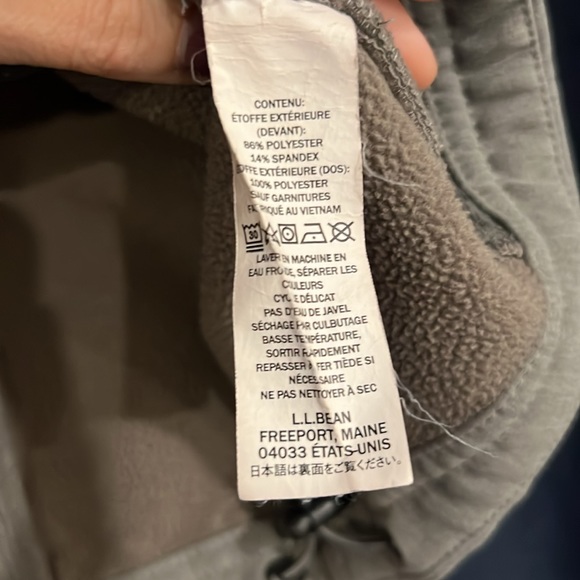 CONTENU:
ÉTOFFE EXTÉRIEURE
(DEVANT):
86% POLYESTER
14% SPANDEX
OFFE EXTÉRIEURE (DOS):
100% POLYESTER
SAUF GARNITURES
FABRIQUÉ AU VIETNAM
30
LAVER EN MACHINE EN
EAU FROIDE, SÉPARER LES
COULEURS
CYCLE DÉLICAT
PAS D'EAU DE JAVEL
SÉCHAGE PAR CULBUTAGE
BASSE TEMPÉRATURE,
SORTIR RAPIDEMENT
REPASSER FER TIÈDE SI
NÉCESSAIRE
NE PAS NETTOYER À SEC
L.L.BEAN
FREEPORT, MAINE
04033 ÉTATS-UNIS
日本語は裏面をご覧ください。